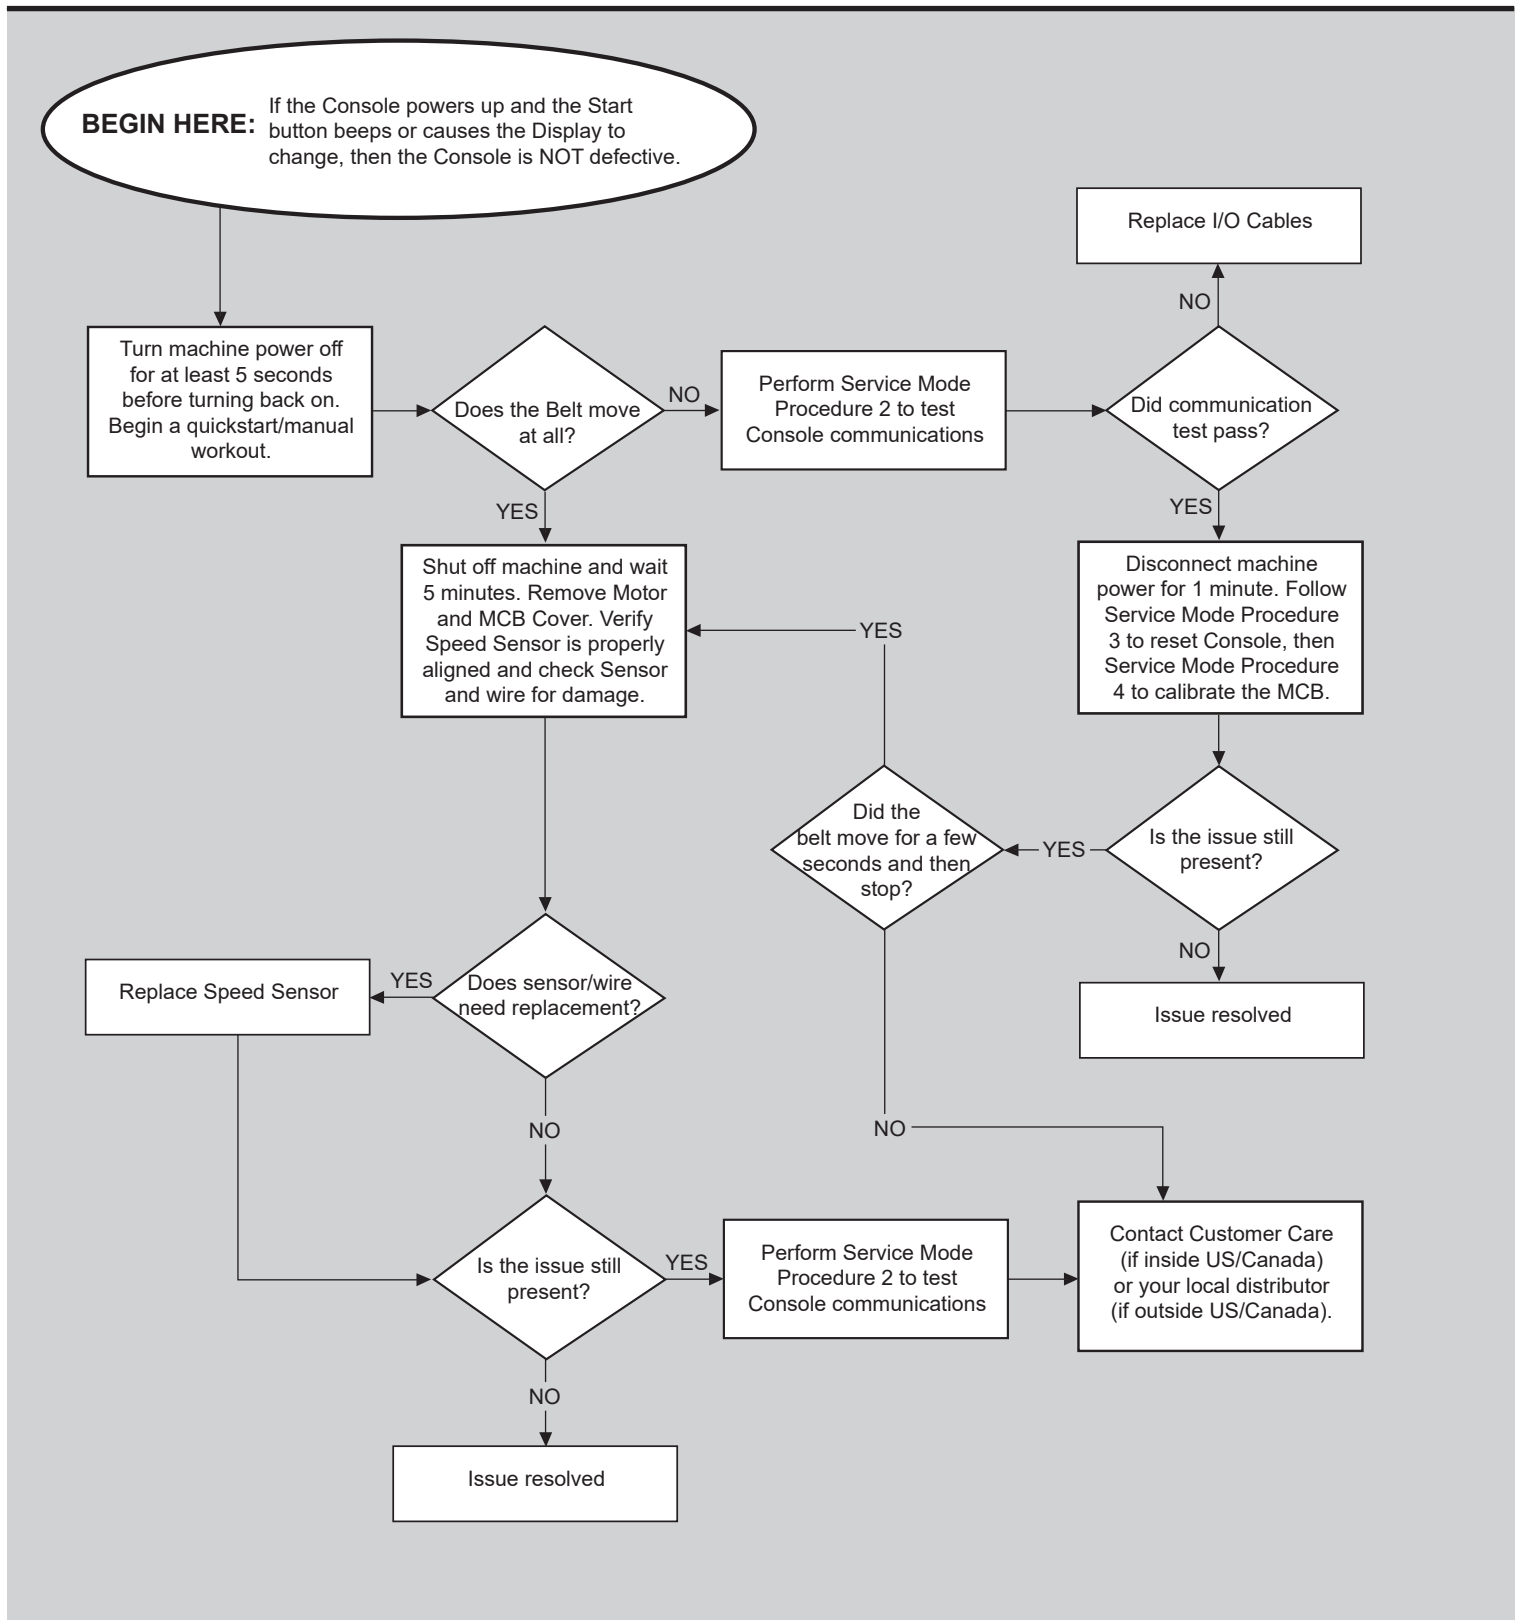 BEGIN HERE:
If the Console powers up and the Start
button beeps or causes the Display to
change, then the Console is NOT defective.
Replace I/O Cables
NO
Turn machine power off
for at least 5 seconds
before turning back on.
Begin a quickstart/manual
workout.
Does the Belt move
at all?
NO
Perform Service Mode
Procedure 2 to test
Console communications
Did communication
test pass?
YES
YES
Shut off machine and wait
5 minutes. Remove Motor
and MCB Cover. Verify
Speed Sensor is properly
aligned and check Sensor
and wire for damage.
YES
Disconnect machine
power for 1 minute. Follow
Service Mode Procedure
3 to reset Console, then
Service Mode Procedure
4 to calibrate the MCB.
Did the
belt move for a few
seconds and then
stop?
YES
Is the issue still
present?
NO
Issue resolved
Replace Speed Sensor
YES
Does sensor/wire
need replacement?
NO
NO
Is the issue still
present?
YES
Perform Service Mode
Procedure 2 to test
Console communications
Contact Customer Care
(if inside US/Canada)
or your local distributor
(if outside US/Canada).
NO
Issue resolved